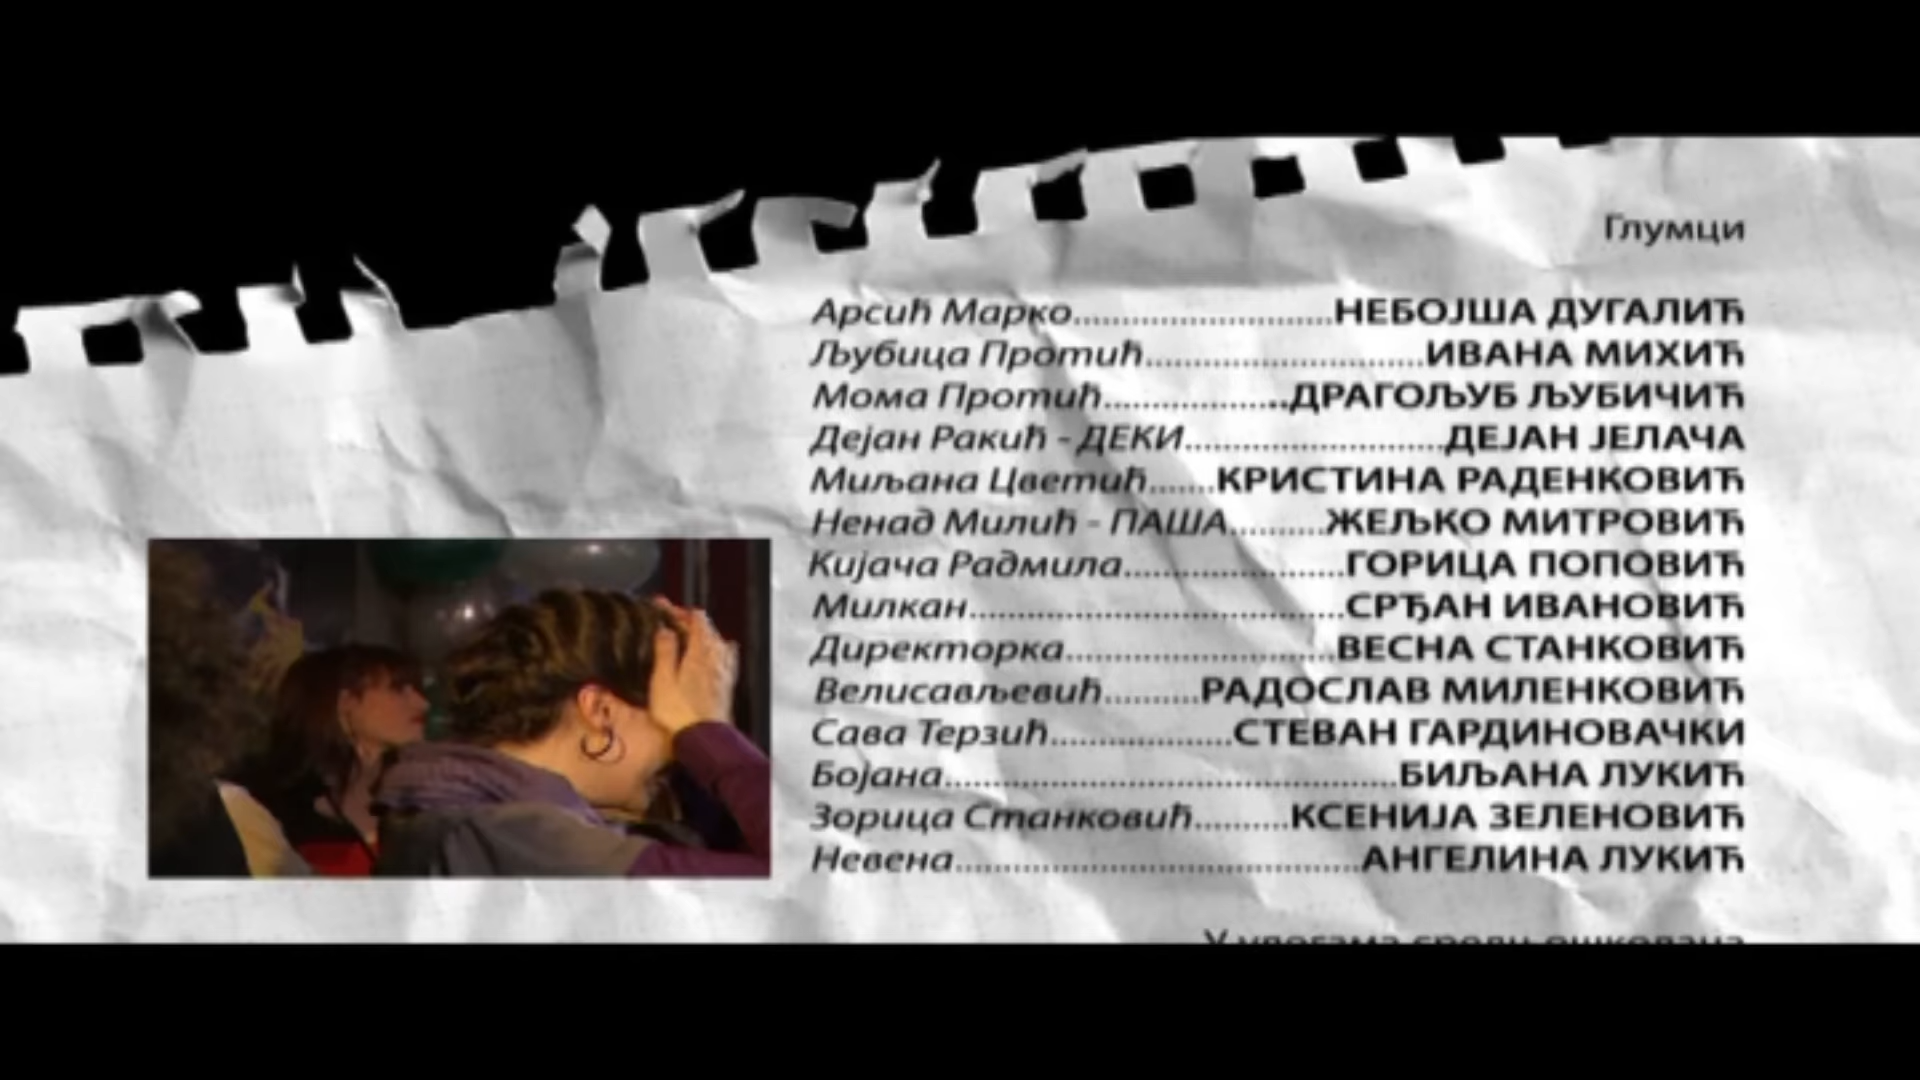 Глумци
Арсић Марко...........................НЕБОЈША ДУГАЛИЋ
Љубица Протић.............................ИВАНА МИХИЋ
Мома Протић...................ДРАГОЉУБ ЉУБИЧИЋ
Дејан Ракић - ДЕКИ...........................ДЕЈАН ЈЕЛАЧА
Миљана Цветић.......КРИСТИНА РАДЕНКОВИЋ
Ненад Милић - ПАША..........ЖЕЉКО МИТРОВИЋ
Кијача Радмила.......................ГОРИЦА ПОПОВИЋ
Милкан.......................................СРЂАН ИВАНОВИЋ
Директорка............................ВЕСНА СТАНКОВИЋ
Велисављевић..........РАДОСЛАВ МИЛЕНКОВИЋ
Сава Терзић...................СТЕВАН ГАРДИНОВАЧКИ
Бојана...............................................БИЉАНА ЛУКИЋ
Зорица Станковић..........КСЕНИЈА ЗЕЛЕНОВИЋ
Невена..........................................АНГЕЛИНА ЛУКИЋ
У улогама средњошколаца